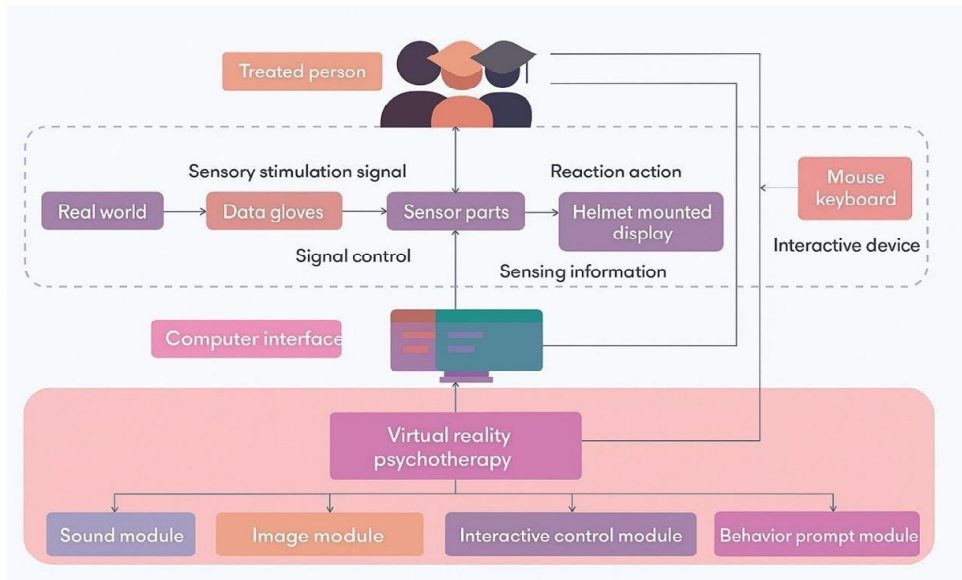 Treated person
Sensory stimulation signal
Reaction action
Mouse
keyboard
Real world
Data gloves
Sensor parts
Helmet mounted
display
Signal control
Interactive device
Sensing information
Computer interface
Virtual reality
psychotherapy
Sound module
Image module
Interactive control module
Behavior prompt module